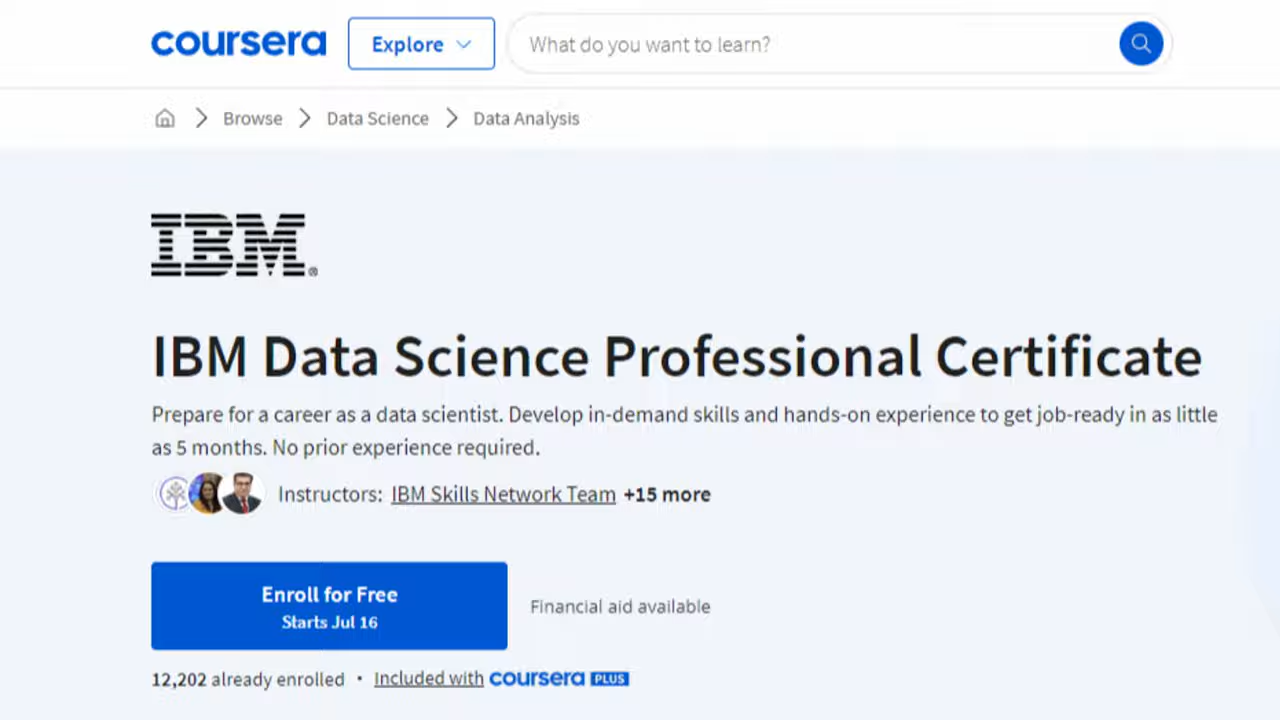 coursera Explore What do you want to learn?
Browse Data Science Data Analysis
IBM®
IBM Data Science Professional Certificate
Prepare for a career as a data scientist. Develop in-demand skills and hands-on experience to get job-ready in as little
as 5 months. No prior experience required.
Instructors: IBM Skills Network Team +15 more
Enroll for Free
Starts Jul 16
Financial aid available
12,202 already enrolled • Included with coursera PLUS